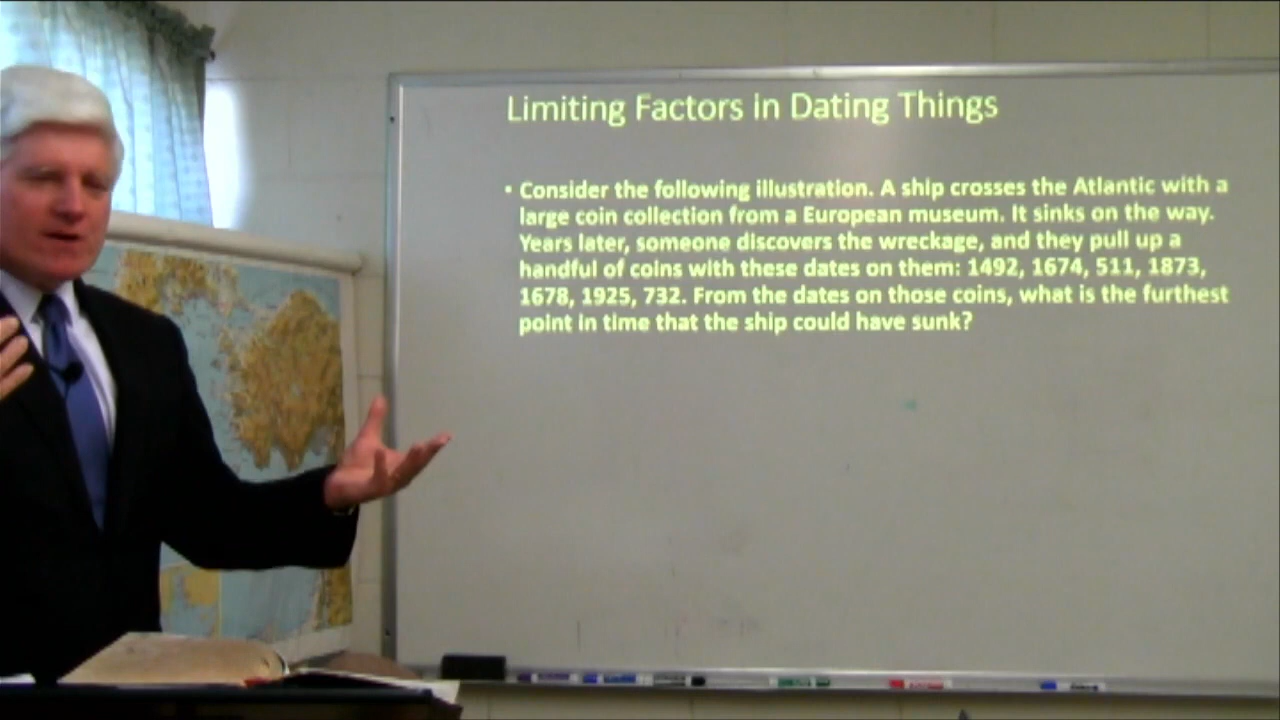 Limiting Factors in Dating Things
• Consider the following illustration. A ship crosses the Atlantic with a
large coin collection from a European museum. It sinks on the way.
Years later, someone discovers the wreckage, and they pull up a
handful of coins with these dates on them: 1492, 1674, 511, 1873,
1678, 1925, 732. From the dates on those coins, what is the furthest
point in time that the ship could have sunk?